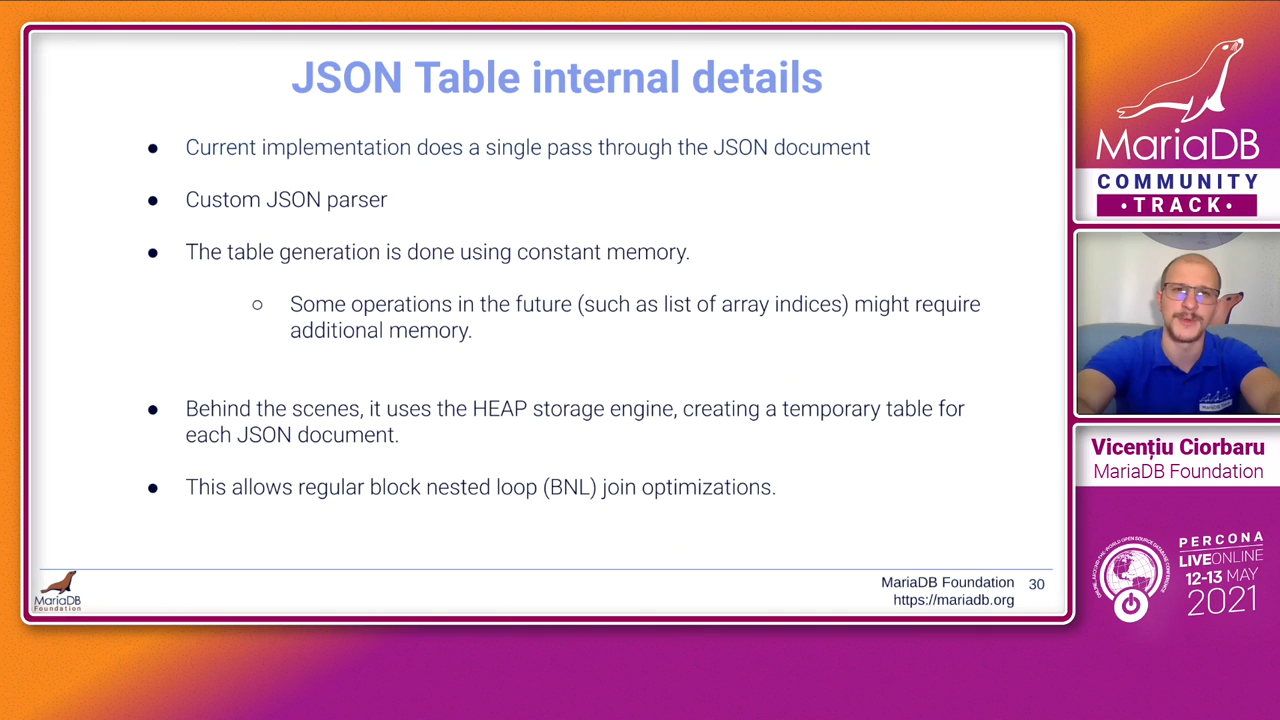 JSON Table internal details
● Current implementation does a single pass through the JSON document
● Custom JSON parser
● The table generation is done using constant memory.
○ Some operations in the future (such as list of array indices) might require
additional memory.
● Behind the scenes, it uses the HEAP storage engine, creating a temporary table for
each JSON document.
● This allows regular block nested loop (BNL) join optimizations.
MariaDB
Foundation
MariaDB Foundation
https://mariadb.org
30
MariaDB
COMMUNITY
•TRACK•
Vicențiu Ciorbaru
MariaDB Foundation
PERCONA
LIVEONLINE
12-13 MAY
2021